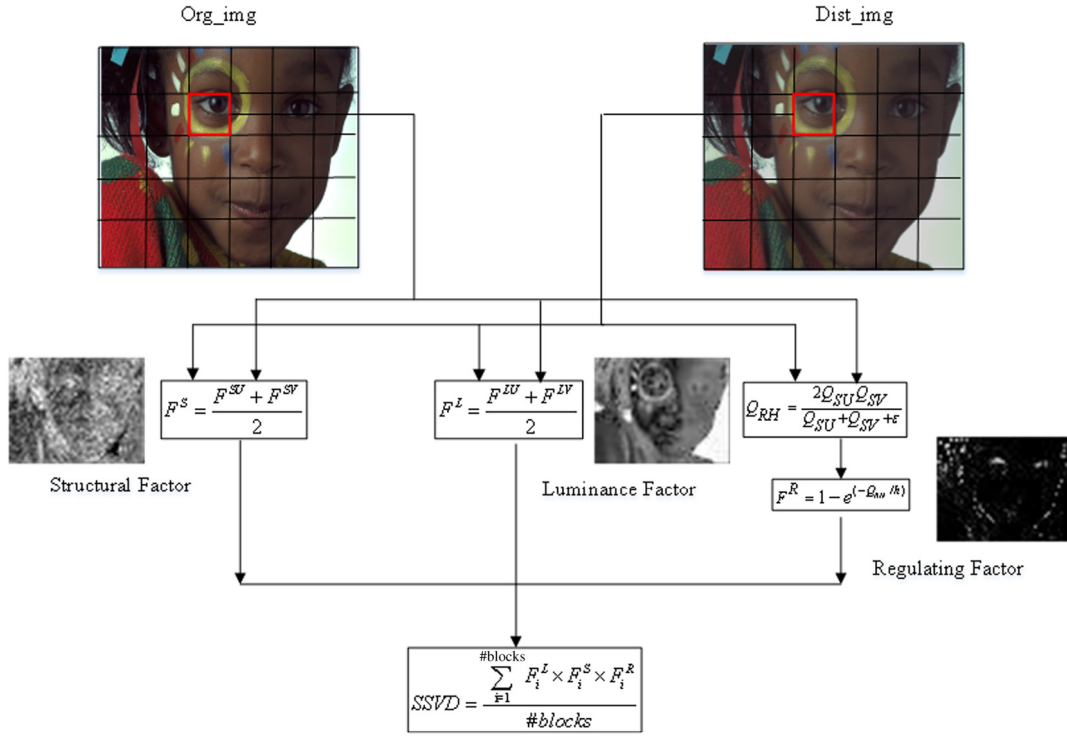 Org_img
Dist_img
F^S = (F^SU + F^SV) / 2
F^L = (F^LU + F^LV) / 2
Q_RH = 2Q_SU Q_SV / (Q_SU + Q_SV + ε)
Structural Factor
Luminance Factor
F^R = 1 − e^(−Q_RH /h)
Regulating Factor
SSVD = (∑_{i=1}^{#blocks} F_i^L × F_i^S × F_i^R) / #blocks